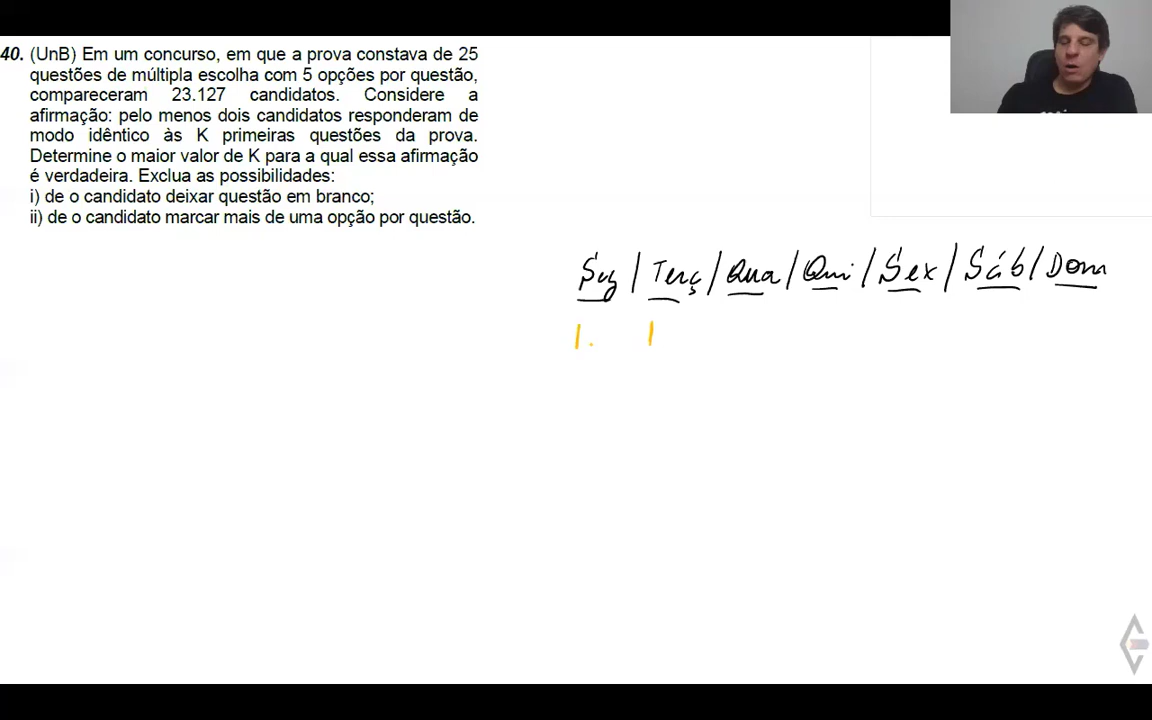 40. (UnB) Em um concurso, em que a prova constava de 25
questões de múltipla escolha com 5 opções por questão,
compareceram 23.127 candidatos. Considere a
afirmação: pelo menos dois candidatos responderam de
modo idêntico às K primeiras questões da prova.
Determine o maior valor de K para a qual essa afirmação
é verdadeira. Exclua as possibilidades:
i) de o candidato deixar questão em branco;
ii) de o candidato marcar mais de uma opção por questão.
Seg / Terç / Qua / Qui / Sex / Sáb / Dom
1. 1